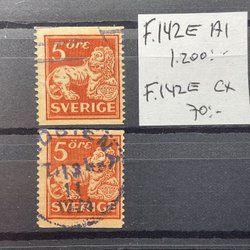 5 ÖRE
SVERIGE
5 ÖRE
SVERIGE
F.142E A1
1.200:-
F.142E CX
70:-